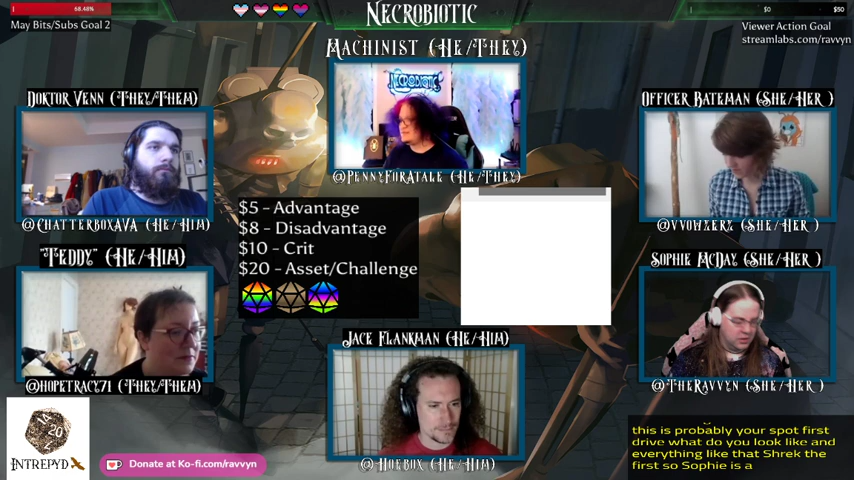 68.48%
May Bits/Subs Goal 2
Necrobiotic
$0
$50
Viewer Action Goal
streamlabs.com/ravvyn
Machinist (He/They)
Necrobiotic
@PennyForATale (He/They)
Doktor Venn (They/Them)
@ChatterboxAVA (He/Him)
Officer Bateman (She/Her )
@vvowzerz (She/Her )
$5 – Advantage
$8 – Disadvantage
$10 – Crit
$20 – Asset/Challenge
"Teddy" (He/Him)
@hopetracy71 (They/Them)
Sophie McDay (She/Her )
@TheRavvyn (She/Her )
Jace Flankman (He/Him)
@Hoebox (He/Him)
20
Intrepyd
Donate at Ko-fi.com/ravvyn
this is probably your spot first
drive what do you look like and
everything like that Shrek the
first so Sophie is a